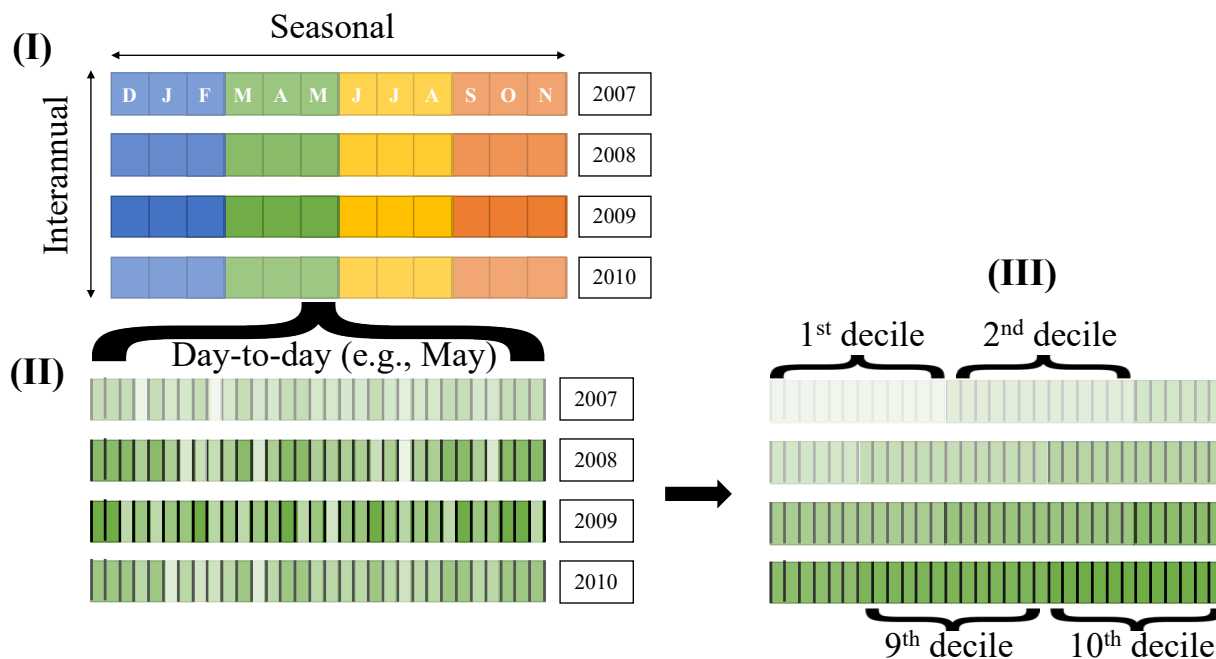 (I)
Seasonal
Interannual
D J F M A M J J A S O N
2007
2008
2009
2010
(II)
Day-to-day (e.g., May)
2007
2008
2009
2010
(III)
1st decile
2nd decile
9th decile
10th decile